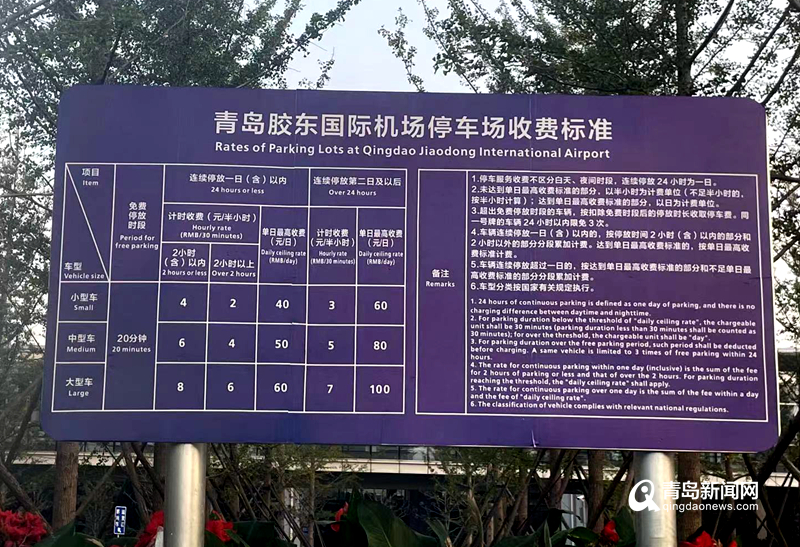 青岛胶东国际机场停车场收费标准
Rates of Parking Lots at Qingdao Jiaodong International Airport
项目
Item
车型
Vehicle size
免费
停放
时段
Period for
free parking
连续停放一日（含）以内
24 hours or less
连续停放第二日及以后
Over 24 hours
计时收费（元/半小时）
Hourly rate
(RMB/30 minutes)
单日最高收费
（元/日）
Daily ceiling rate
(RMB/day)
计时收费
（元/半小时）
Hourly rate
(RMB/30 minutes)
单日最高收费
（元/日）
Daily ceiling rate
(RMB/day)
2小时
（含）以内
2 hours or less
2小时以上
Over 2 hours
小型车
Small
4 2 40 3 60
中型车
Medium
20分钟
20 minutes
6 4 50 5 80
大型车
Large
8 6 60 7 100
备注
Remarks
1.停车服务收费不区分白天、夜间时段，连续停放24小时为一日。
2.未达到单日最高收费标准的部分，以半小时为计费单位（不足半小时的，
按半小时计算）；达到单日最高收费标准的部分，以日为计费单位。
3.超出免费停放时段的车辆，按扣除免费时段后的停放时长收取停车费。同
一号牌的车辆24小时以内限免3次。
4.车辆连续停放一日（含）以内的，按停放时间2小时（含）以内的部分和
2小时以外的部分分段累加计费。达到单日最高收费标准的，按单日最高收
费标准计费。
5.车辆连续停放超过一日的，按达到单日最高收费标准的部分和不足单日最
高收费标准的部分分段累加计费。
6.车型分类按国家有关规定执行。
1. 24 hours of continuous parking is defined as one day of parking, and there is no
charging difference between daytime and nighttime.
2. For parking duration below the threshold of "daily ceiling rate", the chargeable
unit shall be 30 minutes (parking duration less than 30 minutes shall be counted as
30 minutes); for over the threshold, the chargeable unit shall be "day".
3. For parking duration over the free parking period, such period shall be deducted
before charging. A same vehicle is limited to 3 times of free parking within 24
hours.
4. The rate for continuous parking within one day (inclusive) is the sum of the fee
for 2 hours of parking or less and that of over the 2 hours. For parking duration
reaching the threshold, the "daily ceiling rate" shall apply.
5. The rate for continuous parking over one day is the sum of the fee within a day
and the fee of "daily ceiling rate".
6. The classification of vehicle complies with relevant national regulations.
青岛新闻网
qingdaonews.com